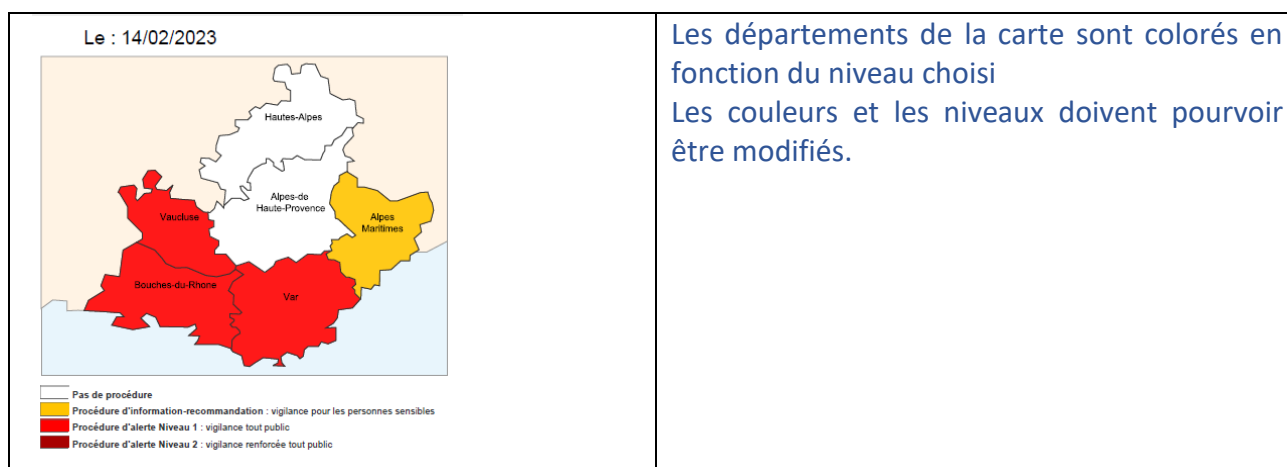 Le : 14/02/2023
Hautes-Alpes
Alpes-de
Haute-Provence
Vaucluse
Alpes
Maritimes
Bouches-du-Rhone
Var
Pas de procédure
Procédure d'information-recommandation : vigilance pour les personnes sensibles
Procédure d'alerte Niveau 1 : vigilance tout public
Procédure d'alerte Niveau 2 : vigilance renforcée tout public
Les départements de la carte sont colorés en
fonction du niveau choisi
Les couleurs et les niveaux doivent pourvoir
être modifiés.